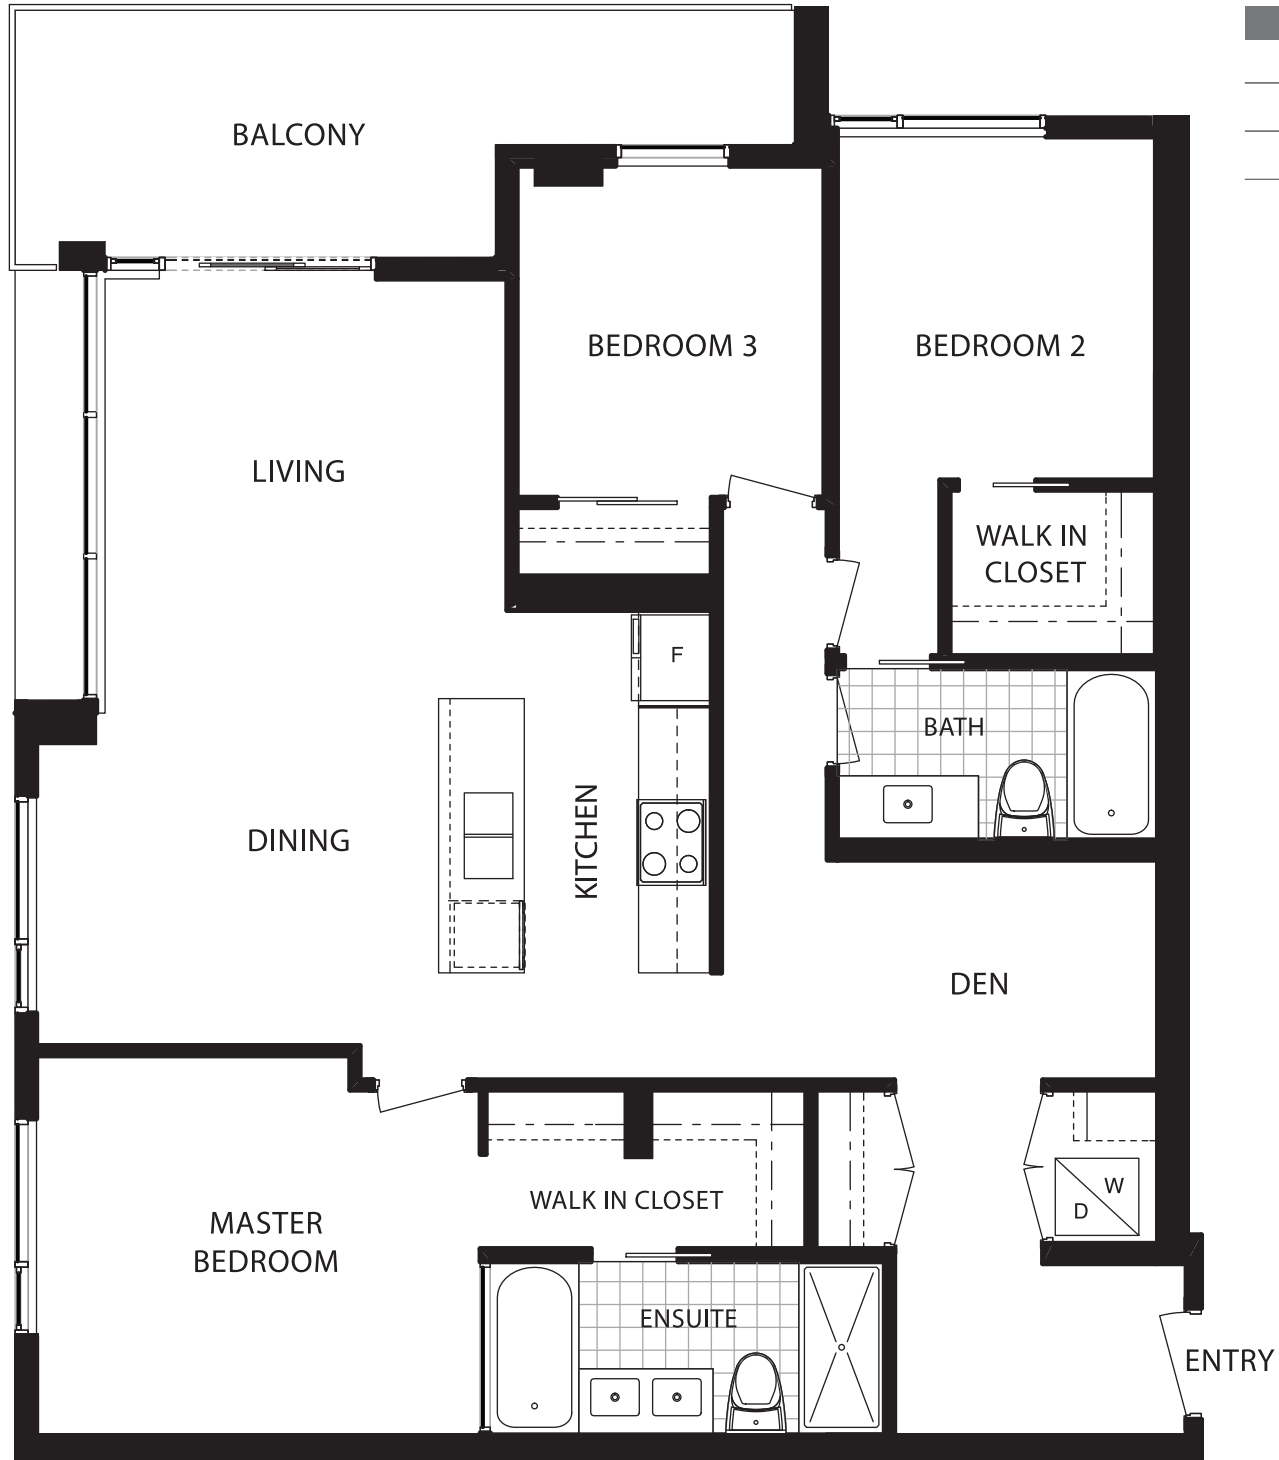 BALCONY
BEDROOM 3
BEDROOM 2
LIVING
WALK IN
CLOSET
F
BATH
KITCHEN
DINING
DEN
WALK IN CLOSET
W
D
MASTER
BEDROOM
ENSUITE
ENTRY